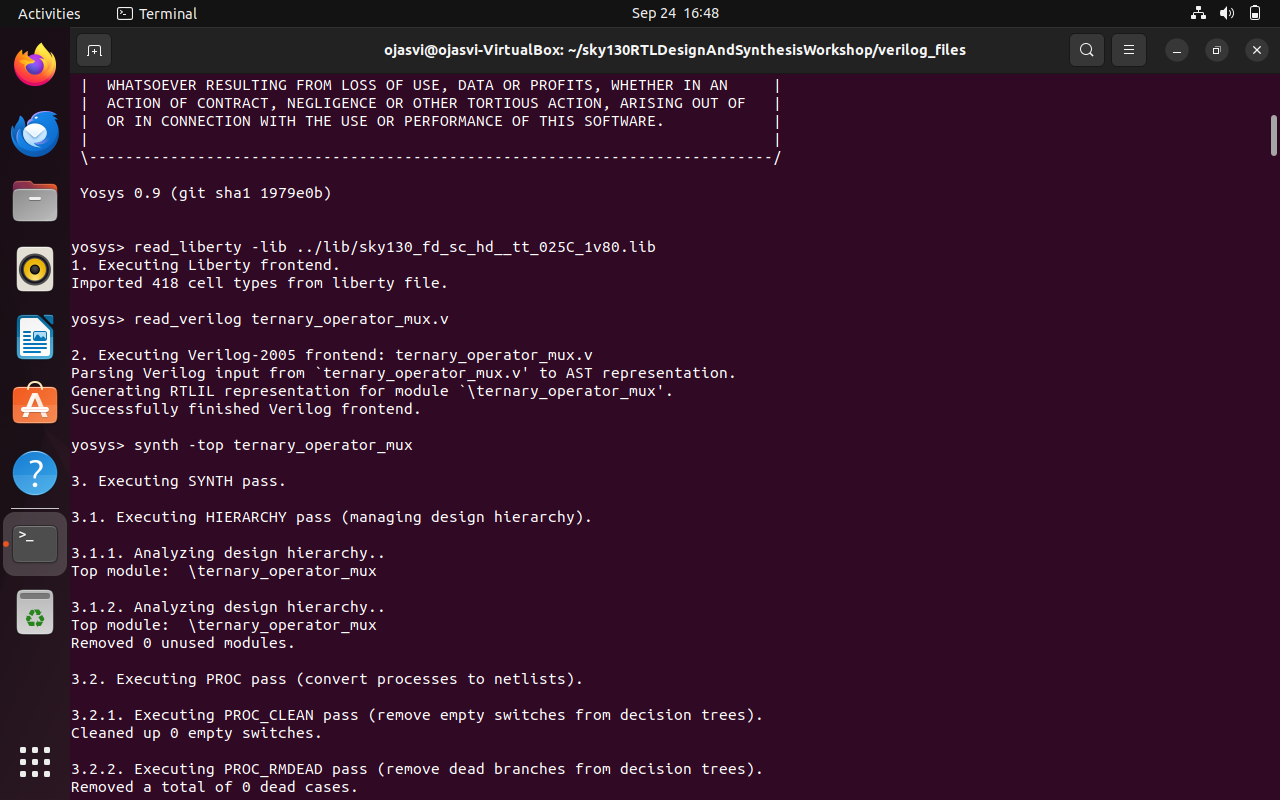 Activities
Terminal
Sep 24 16:48
ojasvi@ojasvi-VirtualBox: ~/sky130RTLDesignAndSynthesisWorkshop/verilog_files
|  WHATSOEVER RESULTING FROM LOSS OF USE, DATA OR PROFITS, WHETHER IN AN     |
|  ACTION OF CONTRACT, NEGLIGENCE OR OTHER TORTIOUS ACTION, ARISING OUT OF   |
|  OR IN CONNECTION WITH THE USE OR PERFORMANCE OF THIS SOFTWARE.            |
|                                                                            |
\----------------------------------------------------------------------------/
Yosys 0.9 (git sha1 1979e0b)
yosys> read_liberty -lib ../lib/sky130_fd_sc_hd__tt_025C_1v80.lib
1. Executing Liberty frontend.
Imported 418 cell types from liberty file.
yosys> read_verilog ternary_operator_mux.v
2. Executing Verilog-2005 frontend: ternary_operator_mux.v
Parsing Verilog input from `ternary_operator_mux.v' to AST representation.
Generating RTLIL representation for module `\ternary_operator_mux'.
Successfully finished Verilog frontend.
yosys> synth -top ternary_operator_mux
3. Executing SYNTH pass.
3.1. Executing HIERARCHY pass (managing design hierarchy).
3.1.1. Analyzing design hierarchy..
Top module:  \ternary_operator_mux
3.1.2. Analyzing design hierarchy..
Top module:  \ternary_operator_mux
Removed 0 unused modules.
3.2. Executing PROC pass (convert processes to netlists).
3.2.1. Executing PROC_CLEAN pass (remove empty switches from decision trees).
Cleaned up 0 empty switches.
3.2.2. Executing PROC_RMDEAD pass (remove dead branches from decision trees).
Removed a total of 0 dead cases.